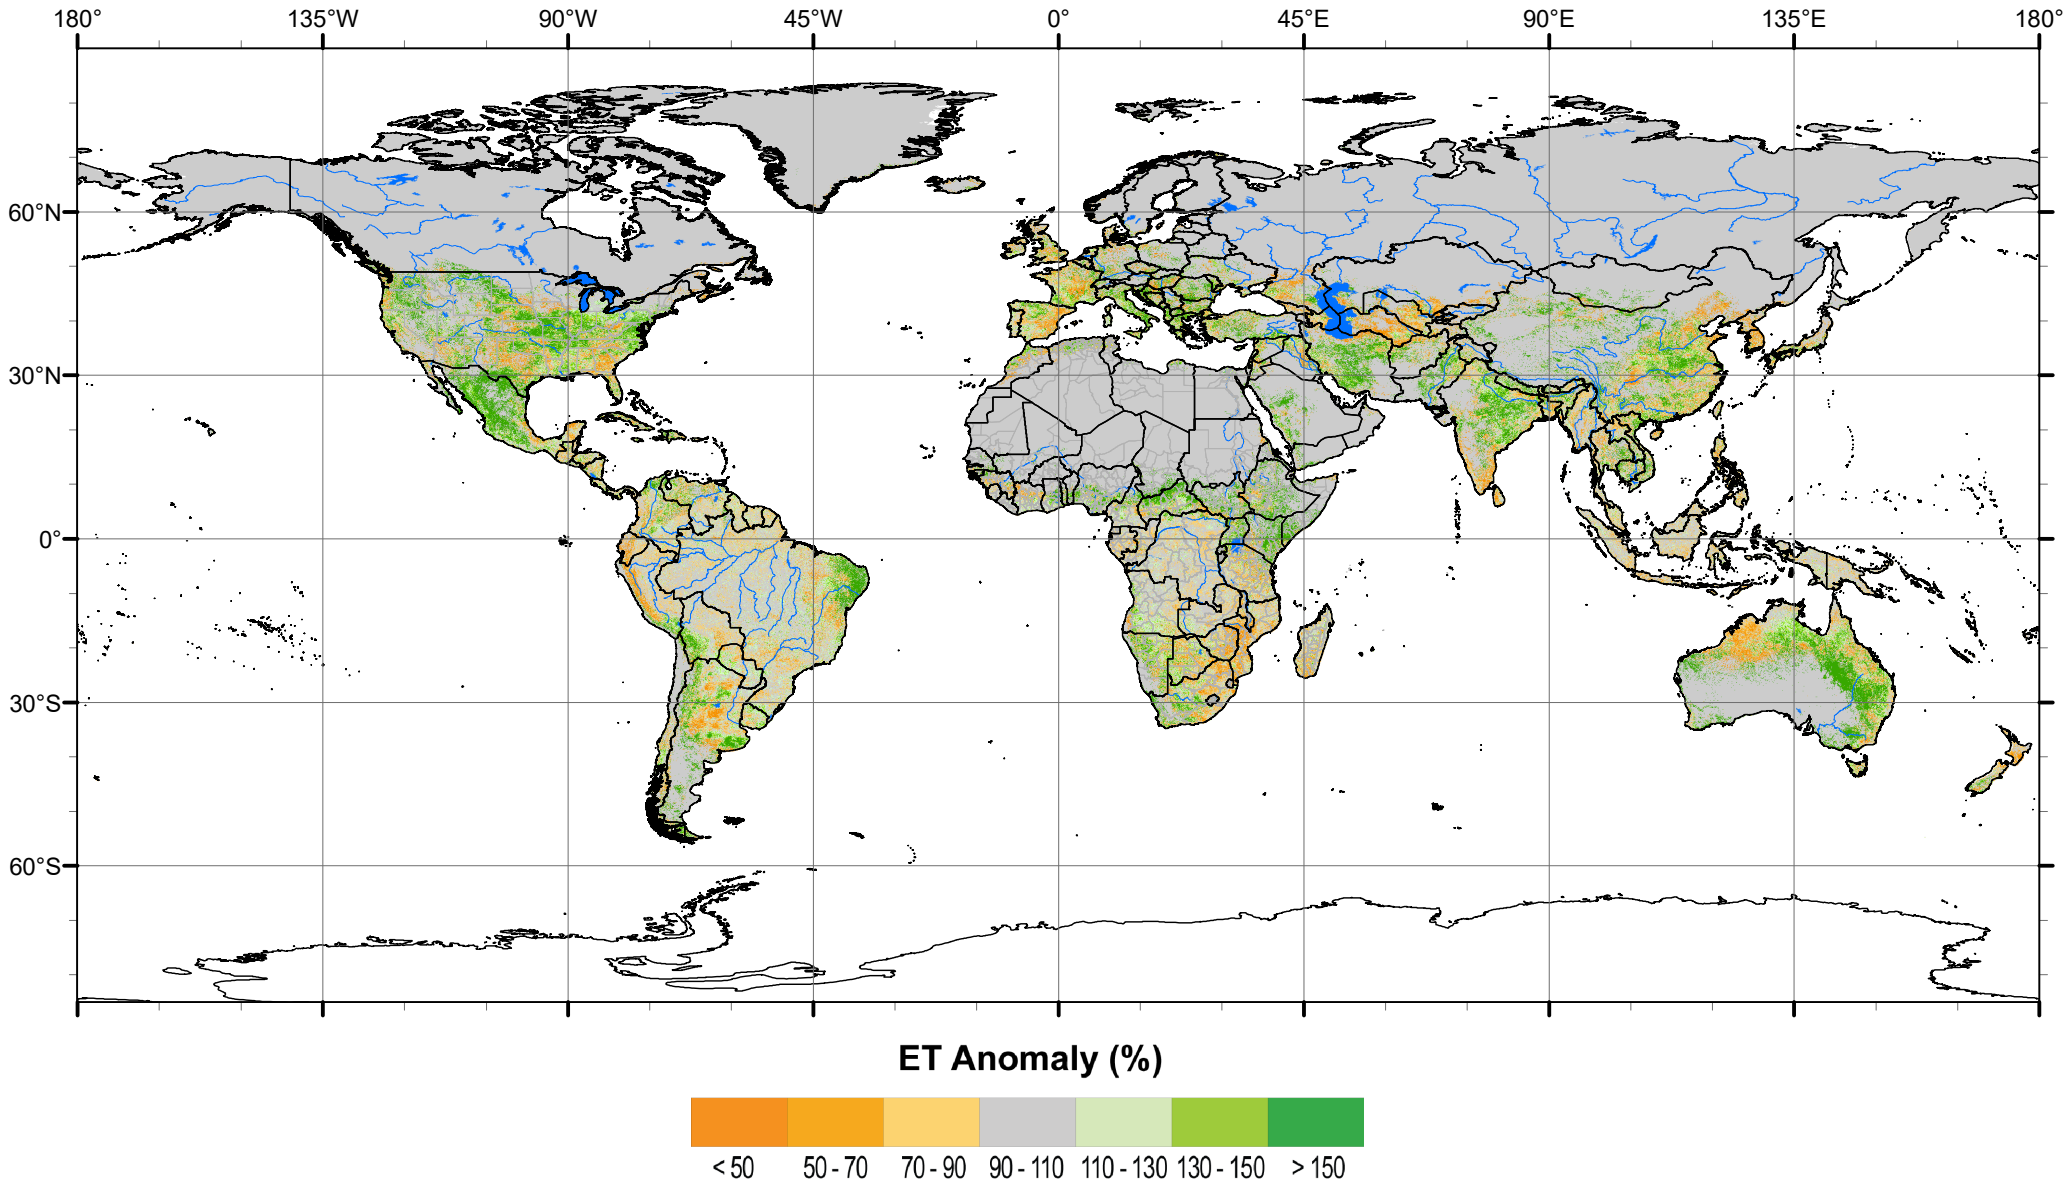 180° 135°W 90°W 45°W 0° 45°E 90°E 135°E 180°
60°N
30°N
0°
30°S
60°S
ET Anomaly (%)
< 50 50 - 70 70 - 90 90 - 110 110 - 130 130 - 150 > 150